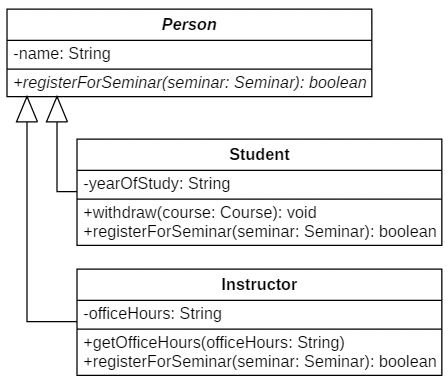 Person
-name: String
+registerForSeminar(seminar: Seminar): boolean
Student
-yearOfStudy: String
+withdraw(course: Course): void
+registerForSeminar(seminar: Seminar): boolean
Instructor
-officeHours: String
+getOfficeHours(officeHours: String)
+registerForSeminar(seminar: Seminar): boolean